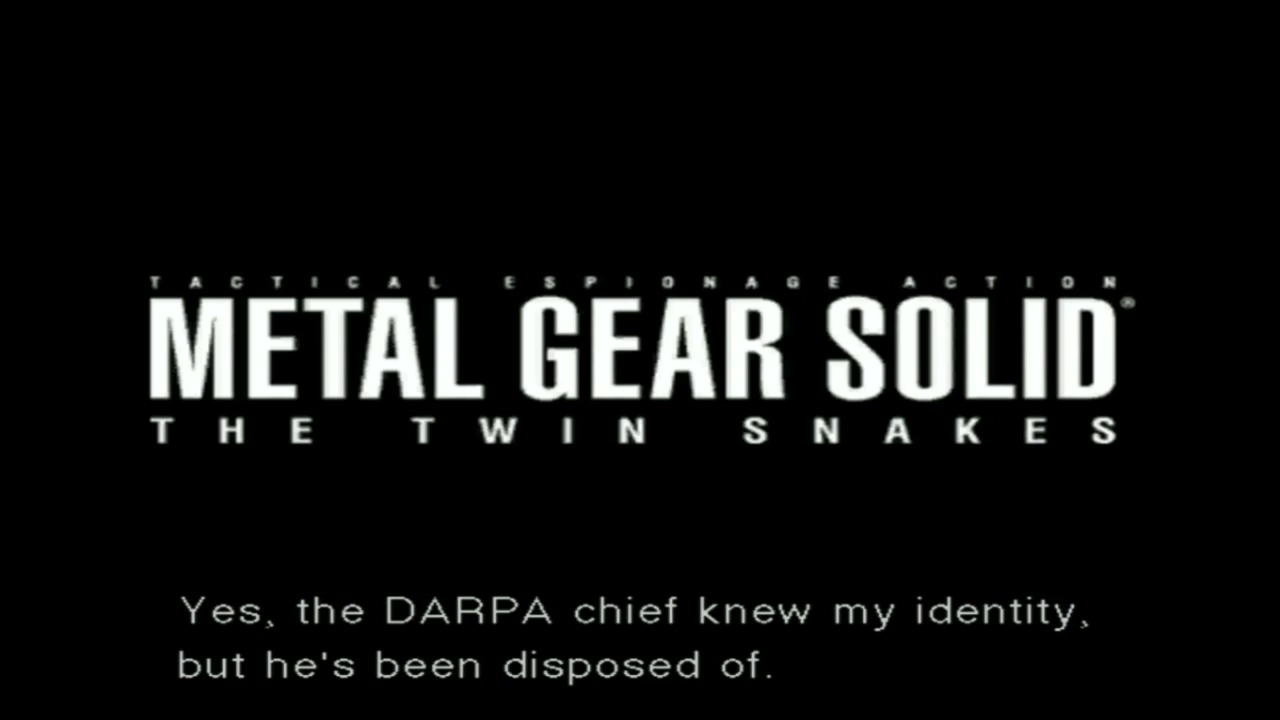 TACTICAL ESPIONAGE ACTION
METAL GEAR SOLID®
THE TWIN SNAKES
Yes, the DARPA chief knew my identity,
but he's been disposed of.